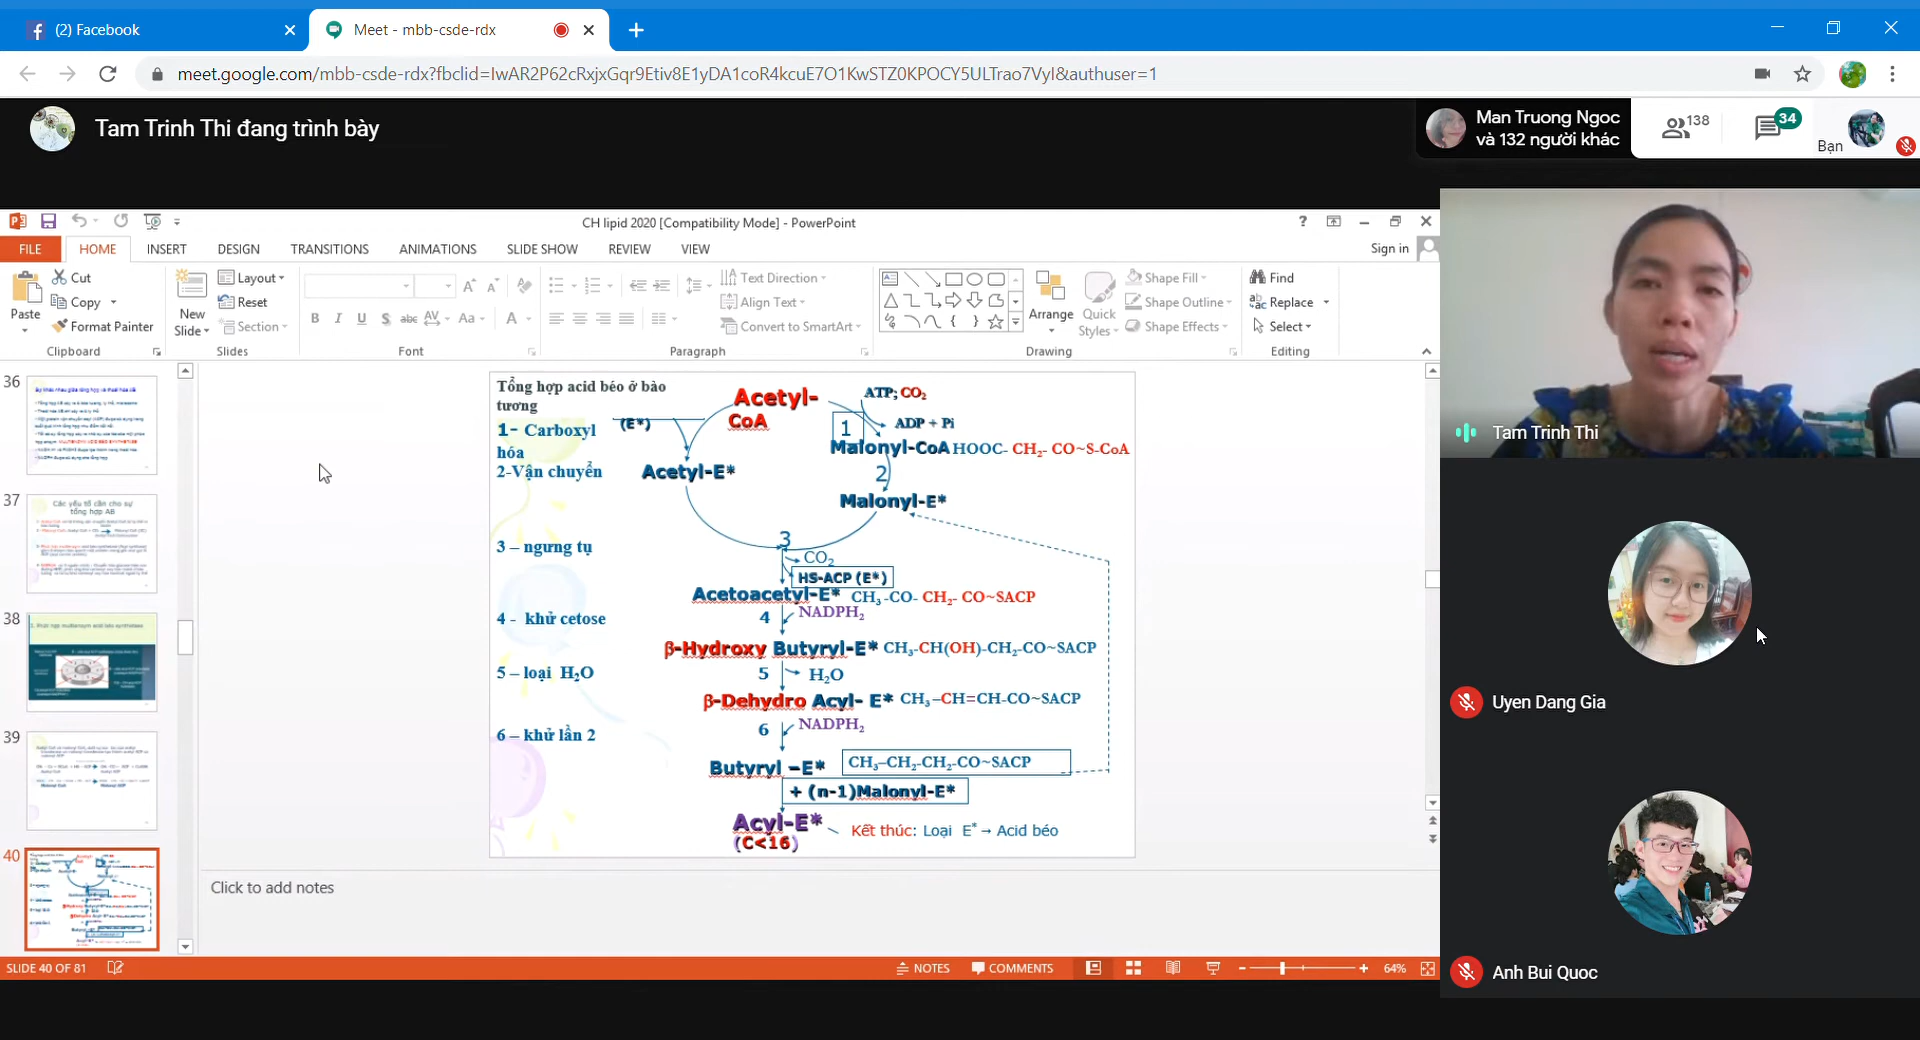 (2) Facebook
Meet - mbb-csde-rdx
meet.google.com/mbb-csde-rdx?fbclid=IwAR2P62cRxjxGqr9Etiv8E1yDA1coR4kcuE7O1KwSTZ0KPOCY5ULTrao7VyI&authuser=1
Tam Trinh Thi đang trình bày
Man Truong Ngoc
và 132 người khác
138
34
Bạn
CH lipid 2020 [Compatibility Mode] - PowerPoint
FILE HOME INSERT DESIGN TRANSITIONS ANIMATIONS SLIDE SHOW REVIEW VIEW
Sign in
Paste
Cut
Copy
Format Painter
Clipboard
New Slide
Layout
Reset
Section
Slides
Font
Text Direction
Align Text
Convert to SmartArt
Paragraph
Arrange
Quick Styles
Shape Fill
Shape Outline
Shape Effects
Drawing
Find
Replace
Select
Editing
36
37
Các yếu tố cần cho sự
tổng hợp AB
38
39
40
Tổng hợp acid béo ở bào
tương
1- Carboxyl
hóa
2-Vận chuyển
3 – ngưng tụ
4 - khử cetose
5 – loại H₂O
6 – khử lần 2
Acetyl-
CoA
(E*)
ATP; CO₂
1
ADP + Pi
Malonyl-CoA HOOC- CH₂- CO~S-CoA
Acetyl-E*
2
Malonyl-E*
3
CO₂
HS-ACP (E*)
Acetoacetyl-E* CH₃-CO- CH₂- CO~SACP
4 NADPH₂
β-Hydroxy Butyryl-E* CH₃-CH(OH)-CH₂-CO~SACP
5 H₂O
β-Dehydro Acyl- E* CH₃–CH=CH-CO~SACP
6 NADPH₂
Butyryl –E* CH₃–CH₂-CH₂-CO~SACP
+ (n-1)Malonyl-E*
Acyl-E*
(C<16)
Kết thúc: Loại E* → Acid béo
Click to add notes
SLIDE 40 OF 81
NOTES
COMMENTS
64%
Tam Trinh Thi
Uyen Dang Gia
Anh Bui Quoc